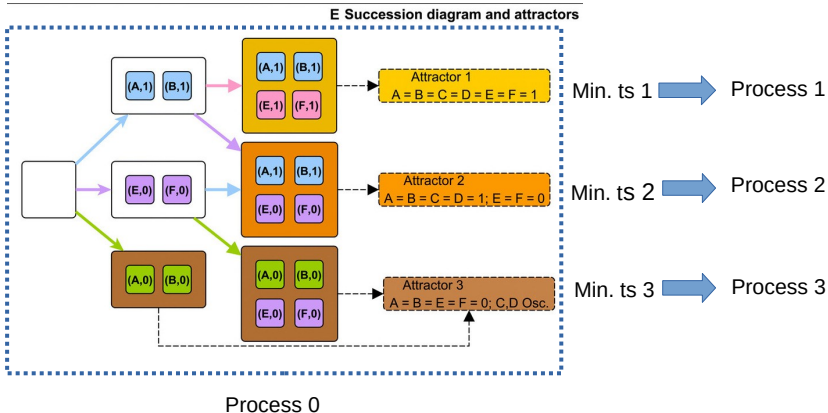 E Succession diagram and attractors
(A,1) (B,1)
(A,1) (B,1)
(E,1) (F,1)
Attractor 1
A = B = C = D = E = F = 1
Min. ts 1
Process 1
(E,0) (F,0)
(A,1) (B,1)
(E,0) (F,0)
Attractor 2
A = B = C = D = 1; E = F = 0
Min. ts 2
Process 2
(A,0) (B,0)
(A,0) (B,0)
(E,0) (F,0)
Attractor 3
A = B = E = F = 0; C,D Osc.
Min. ts 3
Process 3
Process 0